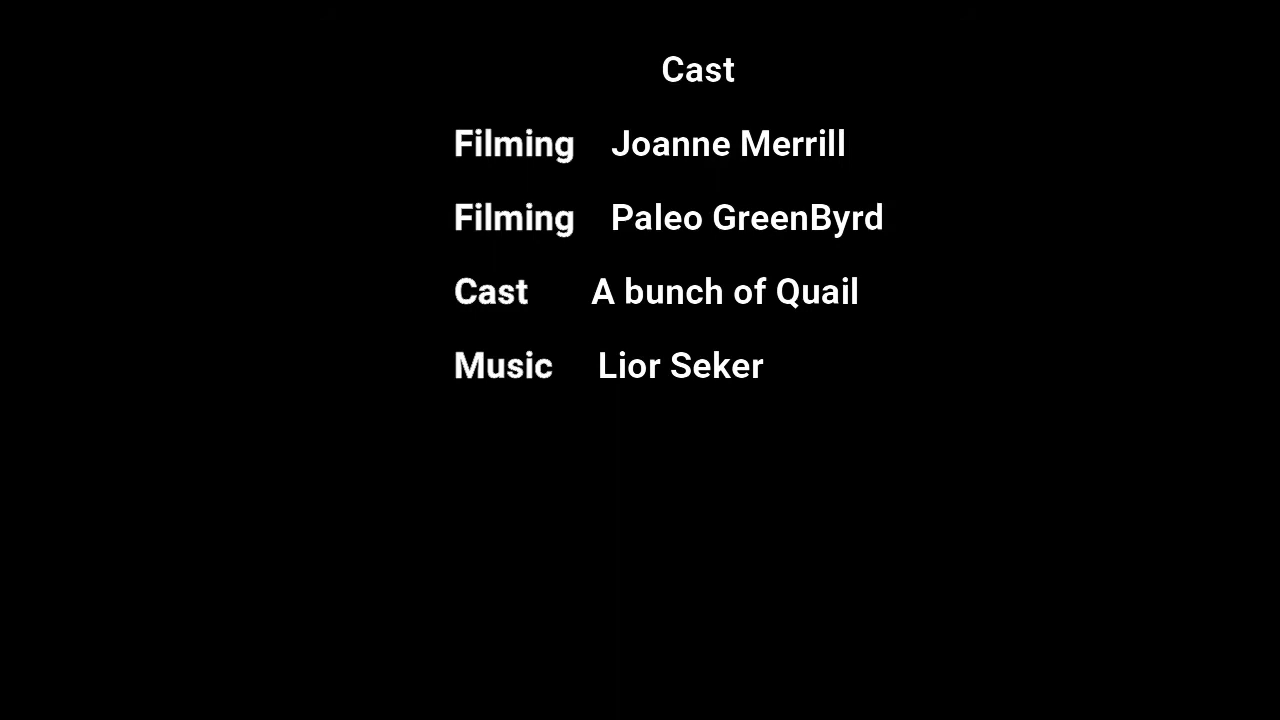 Cast
Filming Joanne Merrill
Filming Paleo GreenByrd
Cast A bunch of Quail
Music Lior Seker